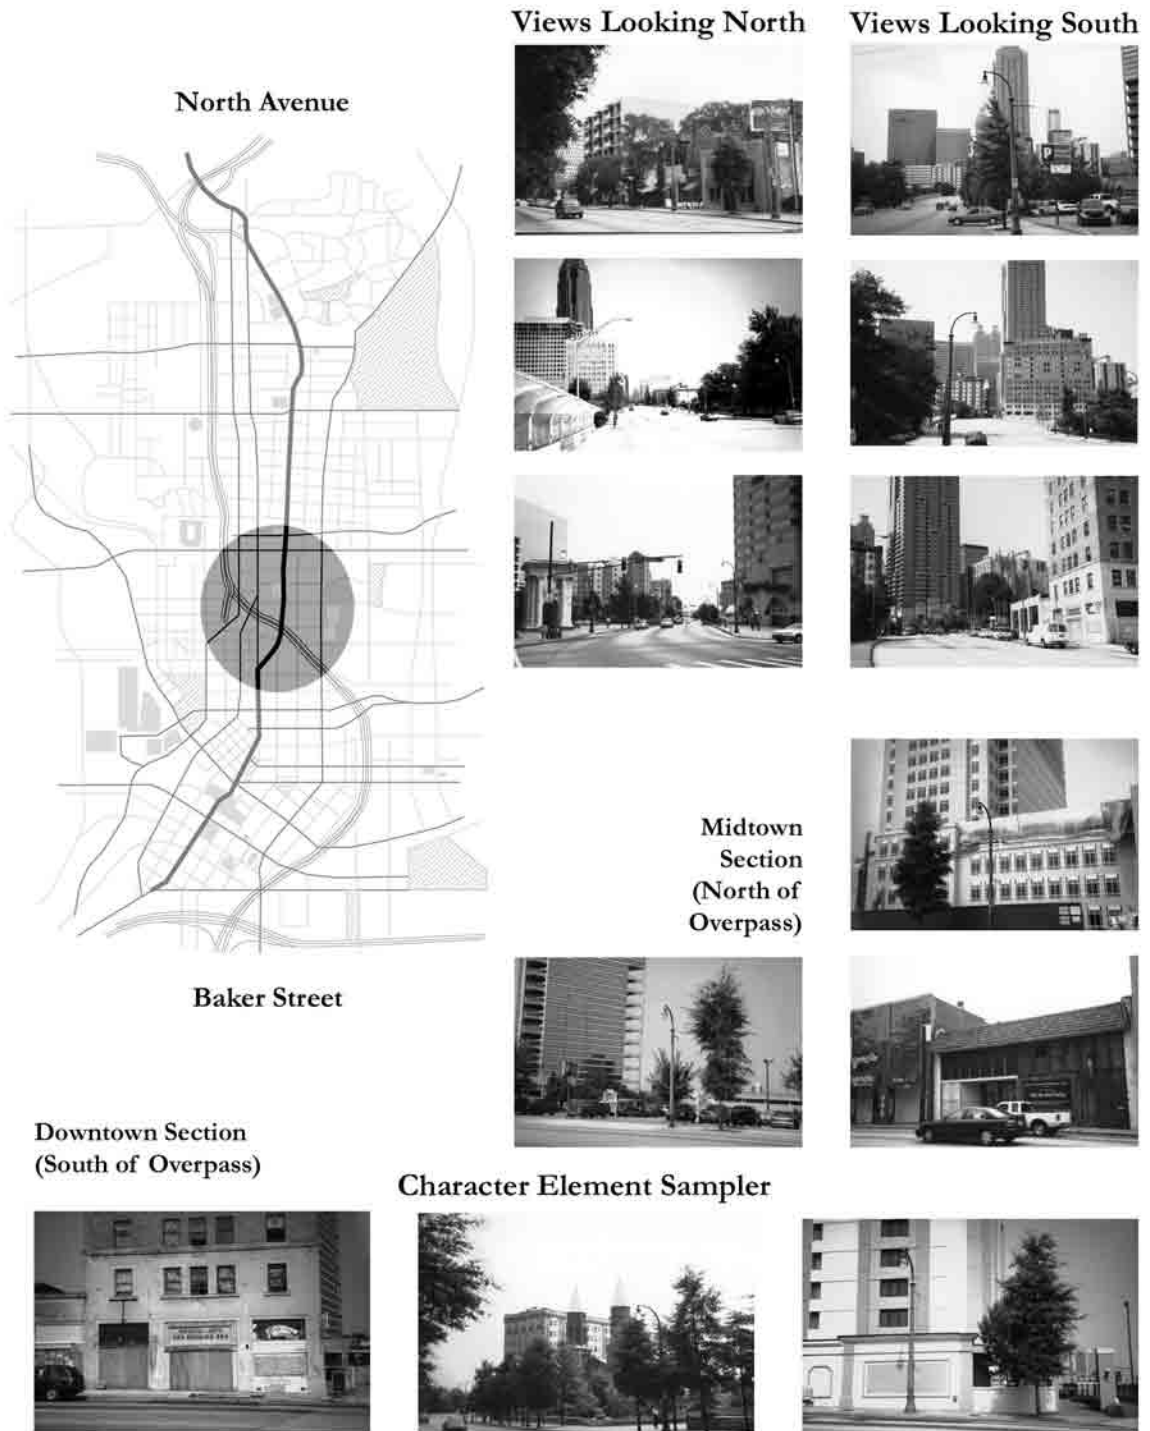 Views Looking North
Views Looking South
North Avenue
Midtown
Section
(North of
Overpass)
Baker Street
Downtown Section
(South of Overpass)
Character Element Sampler